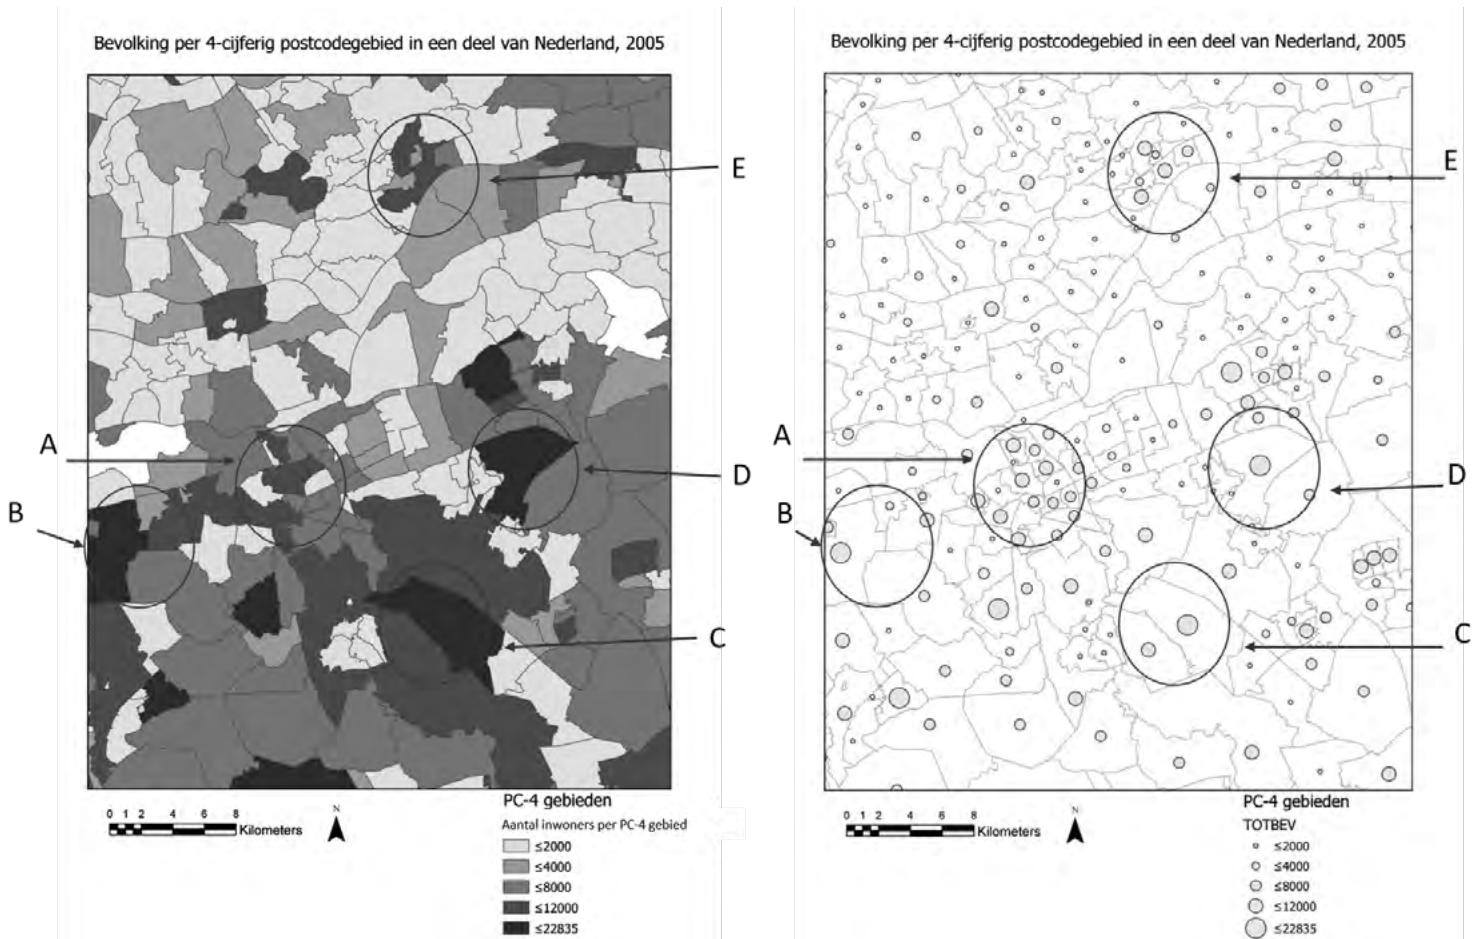 Bevolking per 4-cijferig postcodegebied in een deel van Nederland, 2005
E
A
D
B
C
0 1 2 4 6 8
Kilometers
N
PC-4 gebieden
Aantal inwoners per PC-4 gebied
≤2000
≤4000
≤8000
≤12000
≤22835
Bevolking per 4-cijferig postcodegebied in een deel van Nederland, 2005
E
A
D
B
C
0 1 2 4 6 8
Kilometers
N
PC-4 gebieden
TOTBEV
≤2000
≤4000
≤8000
≤12000
≤22835